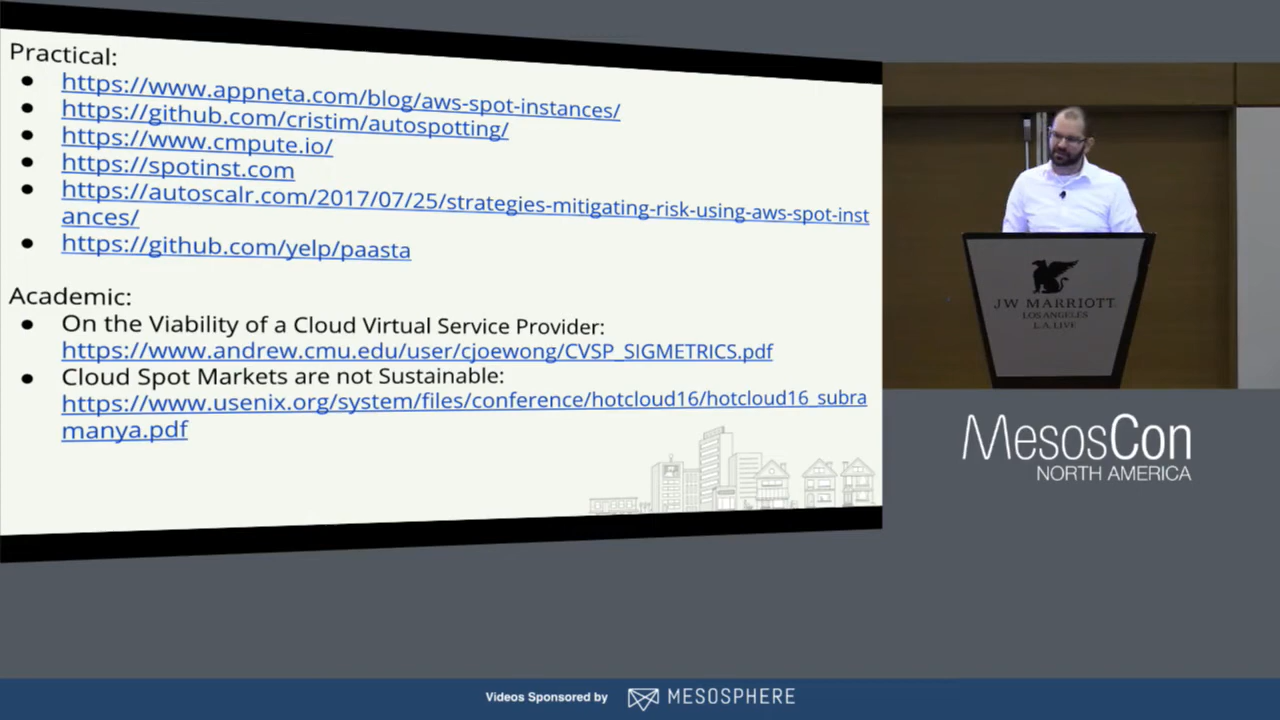 Practical:
● https://www.appneta.com/blog/aws-spot-instances/
● https://github.com/cristim/autospotting/
● https://www.cmpute.io/
● https://spotinst.com
● https://autoscalr.com/2017/07/25/strategies-mitigating-risk-using-aws-spot-inst
ances/
● https://github.com/yelp/paasta
Academic:
● On the Viability of a Cloud Virtual Service Provider:
https://www.andrew.cmu.edu/user/cjoewong/CVSP_SIGMETRICS.pdf
● Cloud Spot Markets are not Sustainable:
https://www.usenix.org/system/files/conference/hotcloud16/hotcloud16_subra
manya.pdf
JW MARRIOTT
LOS ANGELES
L.A. LIVE
MesosCon
NORTH AMERICA
Videos Sponsored by MESOSPHERE